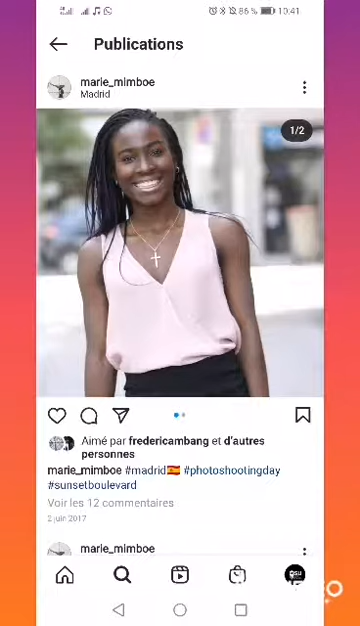 86 % 10:41
Publications
marie_mimboe
Madrid
1/2
Aimé par fredericambang et d'autres
personnes
marie_mimboe #madrid🇪🇸 #photoshootingday
#sunsetboulevard
Voir les 12 commentaires
2 juin 2017
marie_mimboe